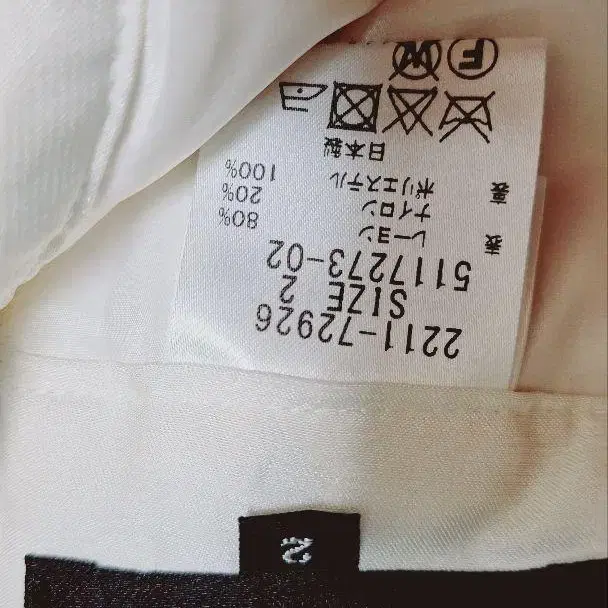 2
2211-72926
SIZE 2
5117273-02
表 レーヨン 80%
ナイロン 20%
裏 ポリエステル 100%
日本製
F W